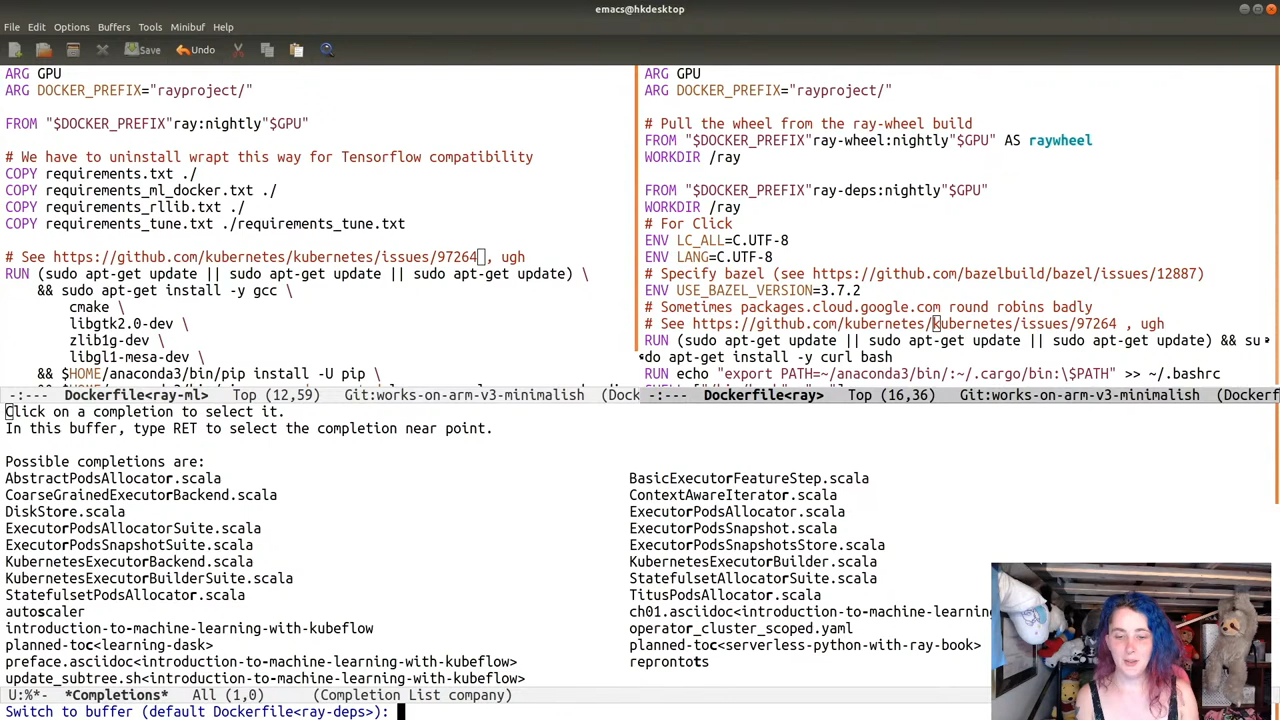 emacs@hkdesktop
File Edit Options Buffers Tools Minibuf Help
Save Undo
ARG GPU
ARG DOCKER_PREFIX="rayproject/"
FROM "$DOCKER_PREFIX"ray:nightly"$GPU"
# We have to uninstall wrapt this way for Tensorflow compatibility
COPY requirements.txt ./
COPY requirements_ml_docker.txt ./
COPY requirements_rllib.txt ./
COPY requirements_tune.txt ./requirements_tune.txt
# See https://github.com/kubernetes/kubernetes/issues/97264 , ugh
RUN (sudo apt-get update || sudo apt-get update || sudo apt-get update) \
&& sudo apt-get install -y gcc \
cmake \
libgtk2.0-dev \
zlib1g-dev \
libgl1-mesa-dev \
&& $HOME/anaconda3/bin/pip install -U pip \
-:--- Dockerfile<ray-ml> Top (12,59) Git:works-on-arm-v3-minimalish (Dock
ARG GPU
ARG DOCKER_PREFIX="rayproject/"
# Pull the wheel from the ray-wheel build
FROM "$DOCKER_PREFIX"ray-wheel:nightly"$GPU" AS raywheel
WORKDIR /ray
FROM "$DOCKER_PREFIX"ray-deps:nightly"$GPU"
WORKDIR /ray
# For Click
ENV LC_ALL=C.UTF-8
ENV LANG=C.UTF-8
# Specify bazel (see https://github.com/bazelbuild/bazel/issues/12887)
ENV USE_BAZEL_VERSION=3.7.2
# Sometimes packages.cloud.google.com round robins badly
# See https://github.com/kubernetes/kubernetes/issues/97264 , ugh
RUN (sudo apt-get update || sudo apt-get update || sudo apt-get update) && su
do apt-get install -y curl bash
RUN echo "export PATH=~/anaconda3/bin/:~/.cargo/bin:\$PATH" >> ~/.bashrc
-:--- Dockerfile<ray> Top (16,36) Git:works-on-arm-v3-minimalish (Dockerf
Click on a completion to select it.
In this buffer, type RET to select the completion near point.
Possible completions are:
AbstractPodsAllocator.scala BasicExecutorFeatureStep.scala
CoarseGrainedExecutorBackend.scala ContextAwareIterator.scala
DiskStore.scala ExecutorPodsAllocator.scala
ExecutorPodsAllocatorSuite.scala ExecutorPodsSnapshot.scala
ExecutorPodsSnapshotSuite.scala ExecutorPodsSnapshotsStore.scala
KubernetesExecutorBackend.scala KubernetesExecutorBuilder.scala
KubernetesExecutorBuilderSuite.scala StatefulsetAllocatorSuite.scala
StatefulsetPodsAllocator.scala TitusPodsAllocator.scala
autoscaler ch01.asciidoc<introduction-to-machine-learning
introduction-to-machine-learning-with-kubeflow operator_cluster_scoped.yaml
planned-toc<learning-dask> planned-toc<serverless-python-with-ray-book>
preface.asciidoc<introduction-to-machine-learning-with-kubeflow> reprontots
update_subtree.sh<introduction-to-machine-learning-with-kubeflow>
U:%*- *Completions* All (1,0) (Completion List company)
Switch to buffer (default Dockerfile<ray-deps>):